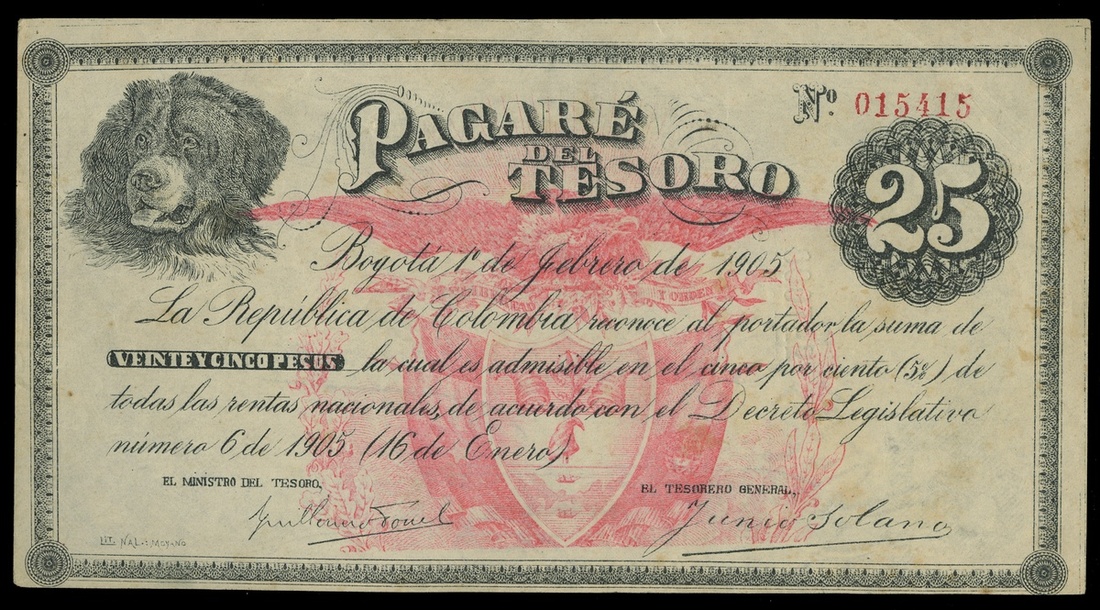 PAGARÉ
DEL
TESORO
Nº. 015415
25
Bogotá 1º de febrero de 1905
La República de Colombia reconoce al portador la suma de
VEINTEYCINCOPESOS la cual es admisible en el cinco por ciento (5%) de
todas las rentas nacionales, de acuerdo con el Decreto Legislativo
número 6 de 1905 (16 de Enero)
LIBERTAD Y ORDEN
EL MINISTRO DEL TESORO,
EL TESORERO GENERAL,
Junio Solano